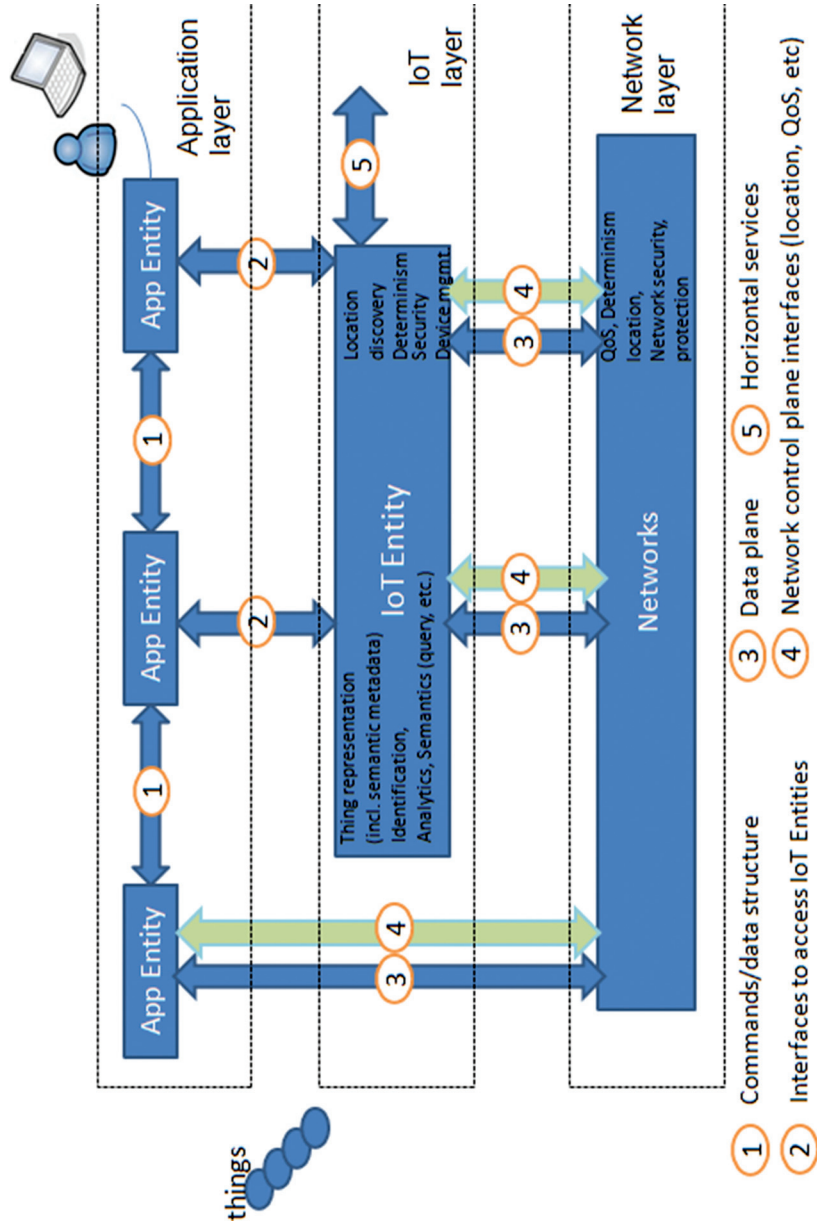 things
App Entity
1
App Entity
1
App Entity
Application
layer
2
2
3
4
Thing representation
(incl. semantic metadata)
Identification,
Analytics, Semantics (query, etc.)
IoT Entity
Location
discovery
Determinism
Security
Device mgmt.
5
IoT
layer
3
4
3
4
Networks
QoS, Determinism
location,
Network security,
protection
Network
layer
1 Commands/data structure
3 Data plane
5 Horizontal services
2 Interfaces to access IoT Entities
4 Network control plane interfaces (location, QoS, etc)